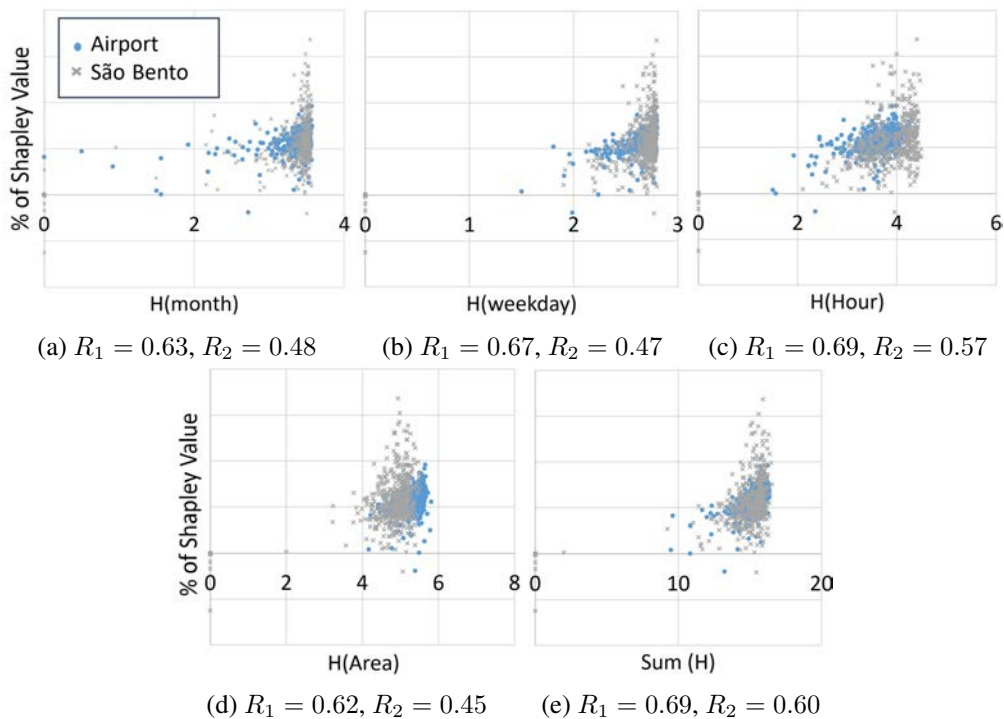 Airport
São Bento
% of Shapley Value
0 2 4
0 2 3
0 2 4 6
H(month) H(weekday) H(Hour)
(a) R₁ = 0.63, R₂ = 0.48 (b) R₁ = 0.67, R₂ = 0.47 (c) R₁ = 0.69, R₂ = 0.57
% of Shapley Value
0 2 4 6 8
0 10 20
H(Area) Sum (H)
(d) R₁ = 0.62, R₂ = 0.45 (e) R₁ = 0.69, R₂ = 0.60